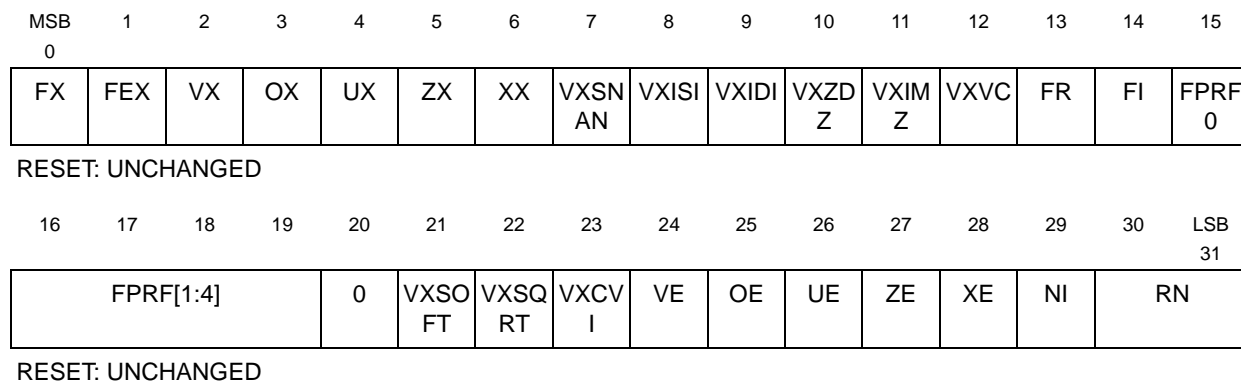 MSB 1 2 3 4 5 6 7 8 9 10 11 12 13 14 15
0
FX FEX VX OX UX ZX XX VXSN VXISI VXIDI VXZD VXIM VXVC FR FI FPRF
AN Z Z 0
RESET: UNCHANGED
16 17 18 19 20 21 22 23 24 25 26 27 28 29 30 LSB
31
FPRF[1:4] 0 VXSO VXSQ VXCV VE OE UE ZE XE NI RN
FT RT I
RESET: UNCHANGED